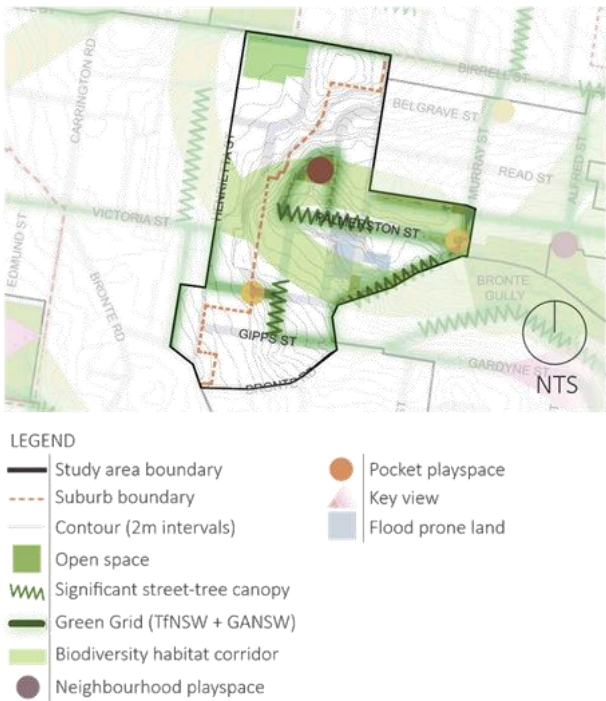 BIRRELL ST
CARRINGTON RD
BELGRAVE ST
HENRIETTA ST
READ ST
MURRAY ST
ALFRED ST
VICTORIA ST
PALMERSTON ST
EDMUND ST
BRONTE RD
BRONTE
GULLY
GIPPS ST
GARDYNE ST
BRONTE RD
NTS
LEGEND
Study area boundary
Suburb boundary
Contour (2m intervals)
Open space
Significant street-tree canopy
Green Grid (TfNSW + GANSW)
Biodiversity habitat corridor
Neighbourhood playspace
Pocket playspace
Key view
Flood prone land